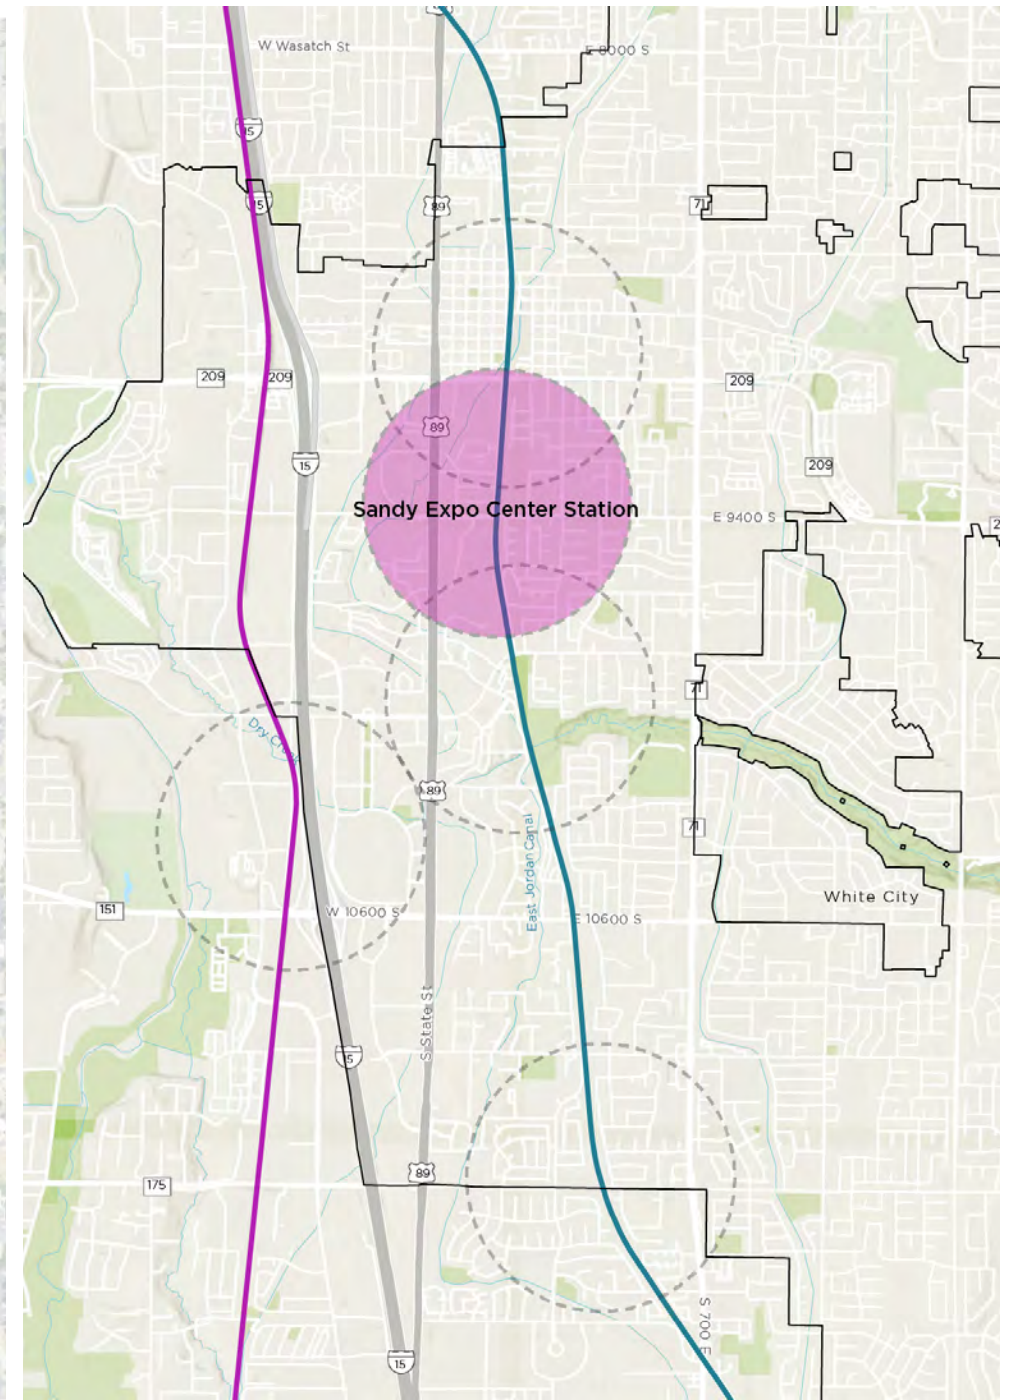 W Wasatch St
E 8000 S
15
15
89
71
209
209
209
89
15
209
Sandy Expo Center Station
E 9400 S
71
Dry Creek
89
71
East Jordan Canal
White City
151
W 10600 S
E 10600 S
S State St
15
89
175
S 700 E
15